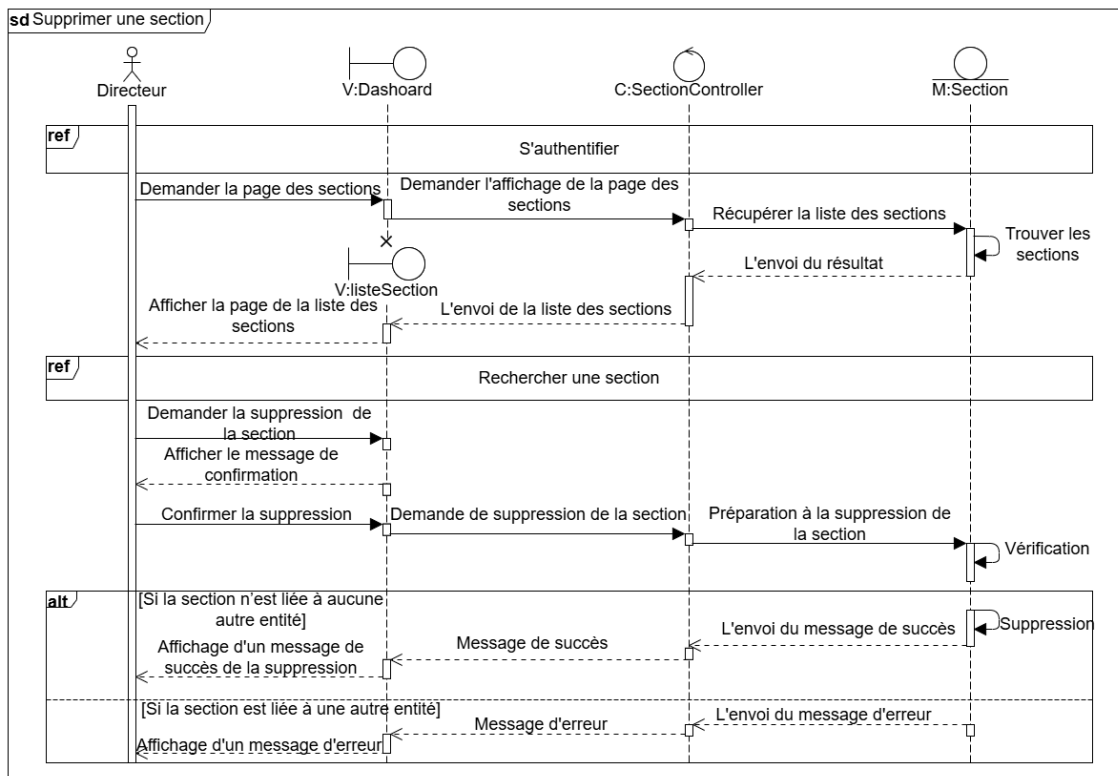 sd Supprimer une section
Directeur
V:Dashoard
C:SectionController
M:Section
ref
S'authentifier
Demander la page des sections
Demander l'affichage de la page des
sections
Récupérer la liste des sections
Trouver les
sections
L'envoi du résultat
V:listeSection
Afficher la page de la liste des
sections
L'envoi de la liste des sections
ref
Rechercher une section
Demander la suppression de
la section
Afficher le message de
confirmation
Confirmer la suppression
Demande de suppression de la section
Préparation à la suppression de
la section
Vérification
alt
[Si la section n'est liée à aucune
autre entité]
Suppression
L'envoi du message de succès
Message de succès
Affichage d'un message de
succès de la suppression
[Si la section est liée à une autre entité]
L'envoi du message d'erreur
Message d'erreur
Affichage d'un message d'erreur